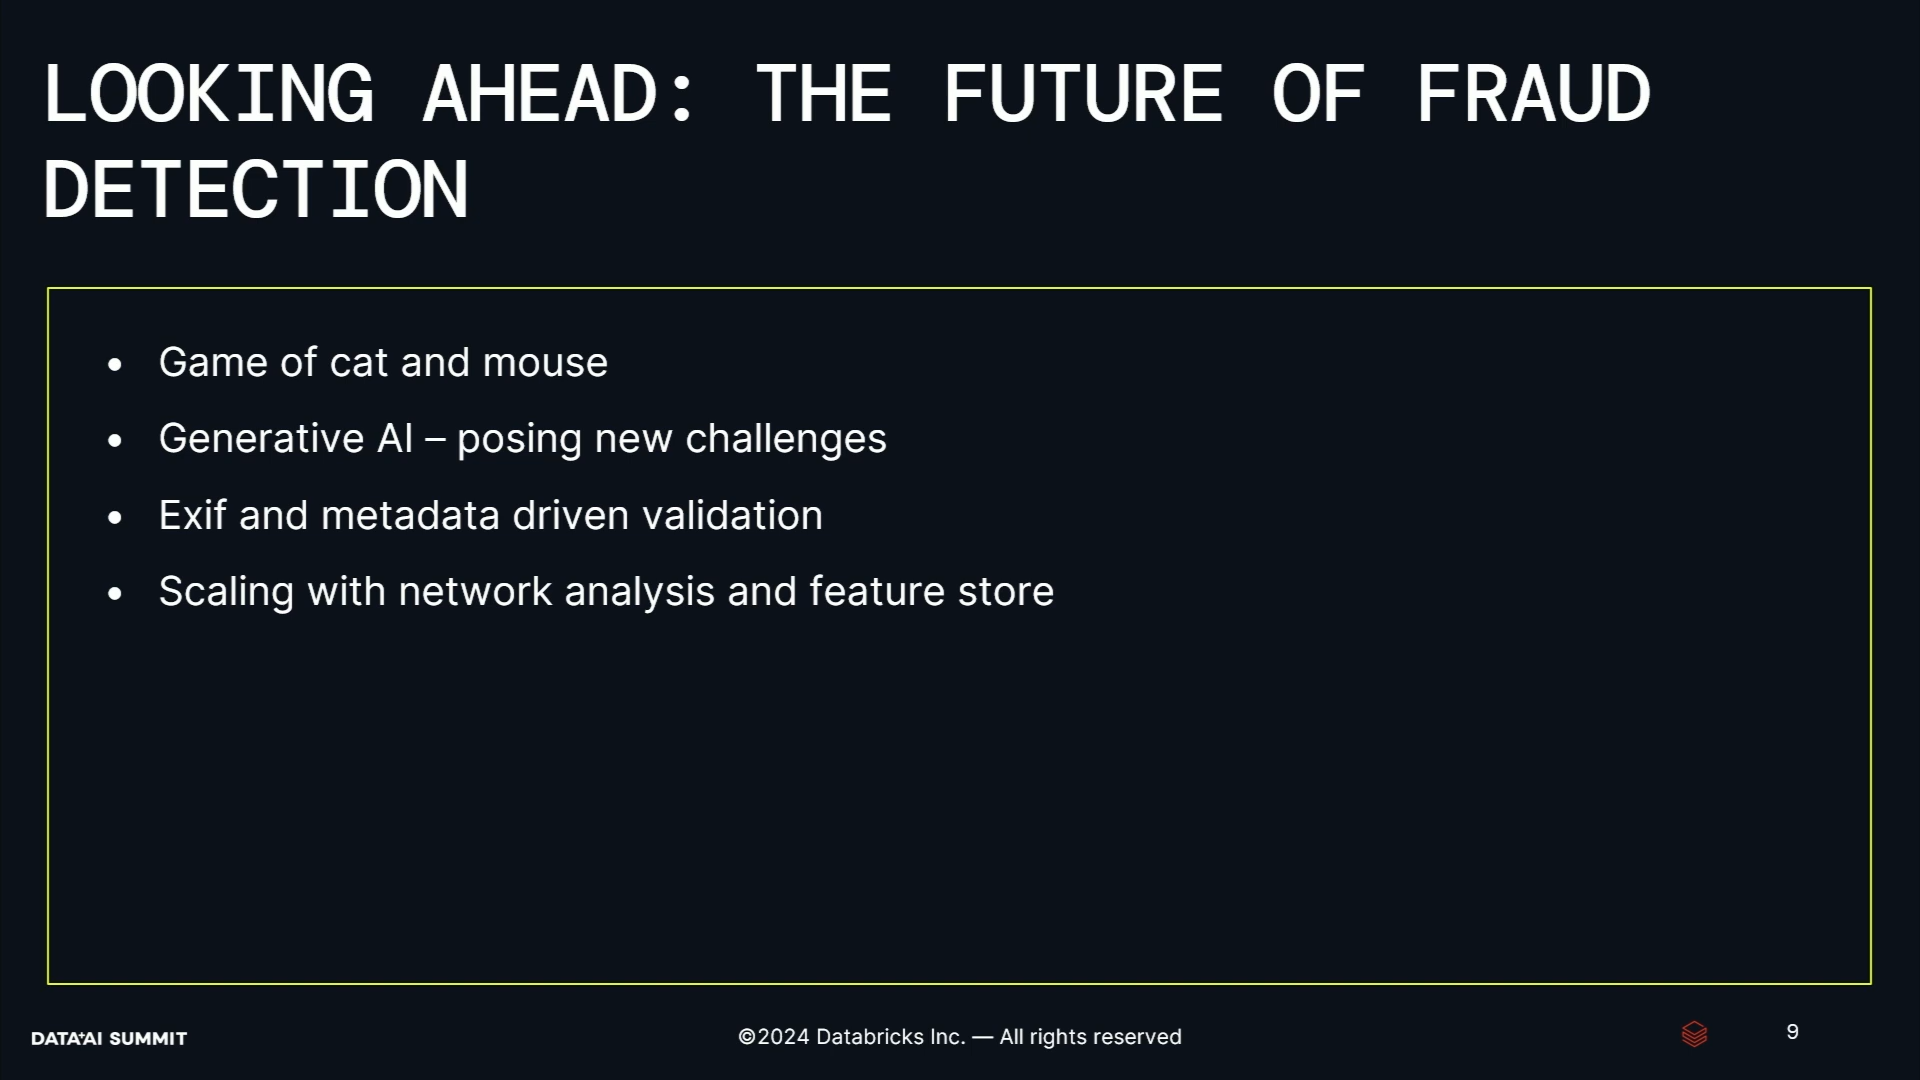 LOOKING AHEAD: THE FUTURE OF FRAUD
DETECTION
• Game of cat and mouse
• Generative AI – posing new challenges
• Exif and metadata driven validation
• Scaling with network analysis and feature store
DATA+AI SUMMIT
©2024 Databricks Inc. — All rights reserved
9